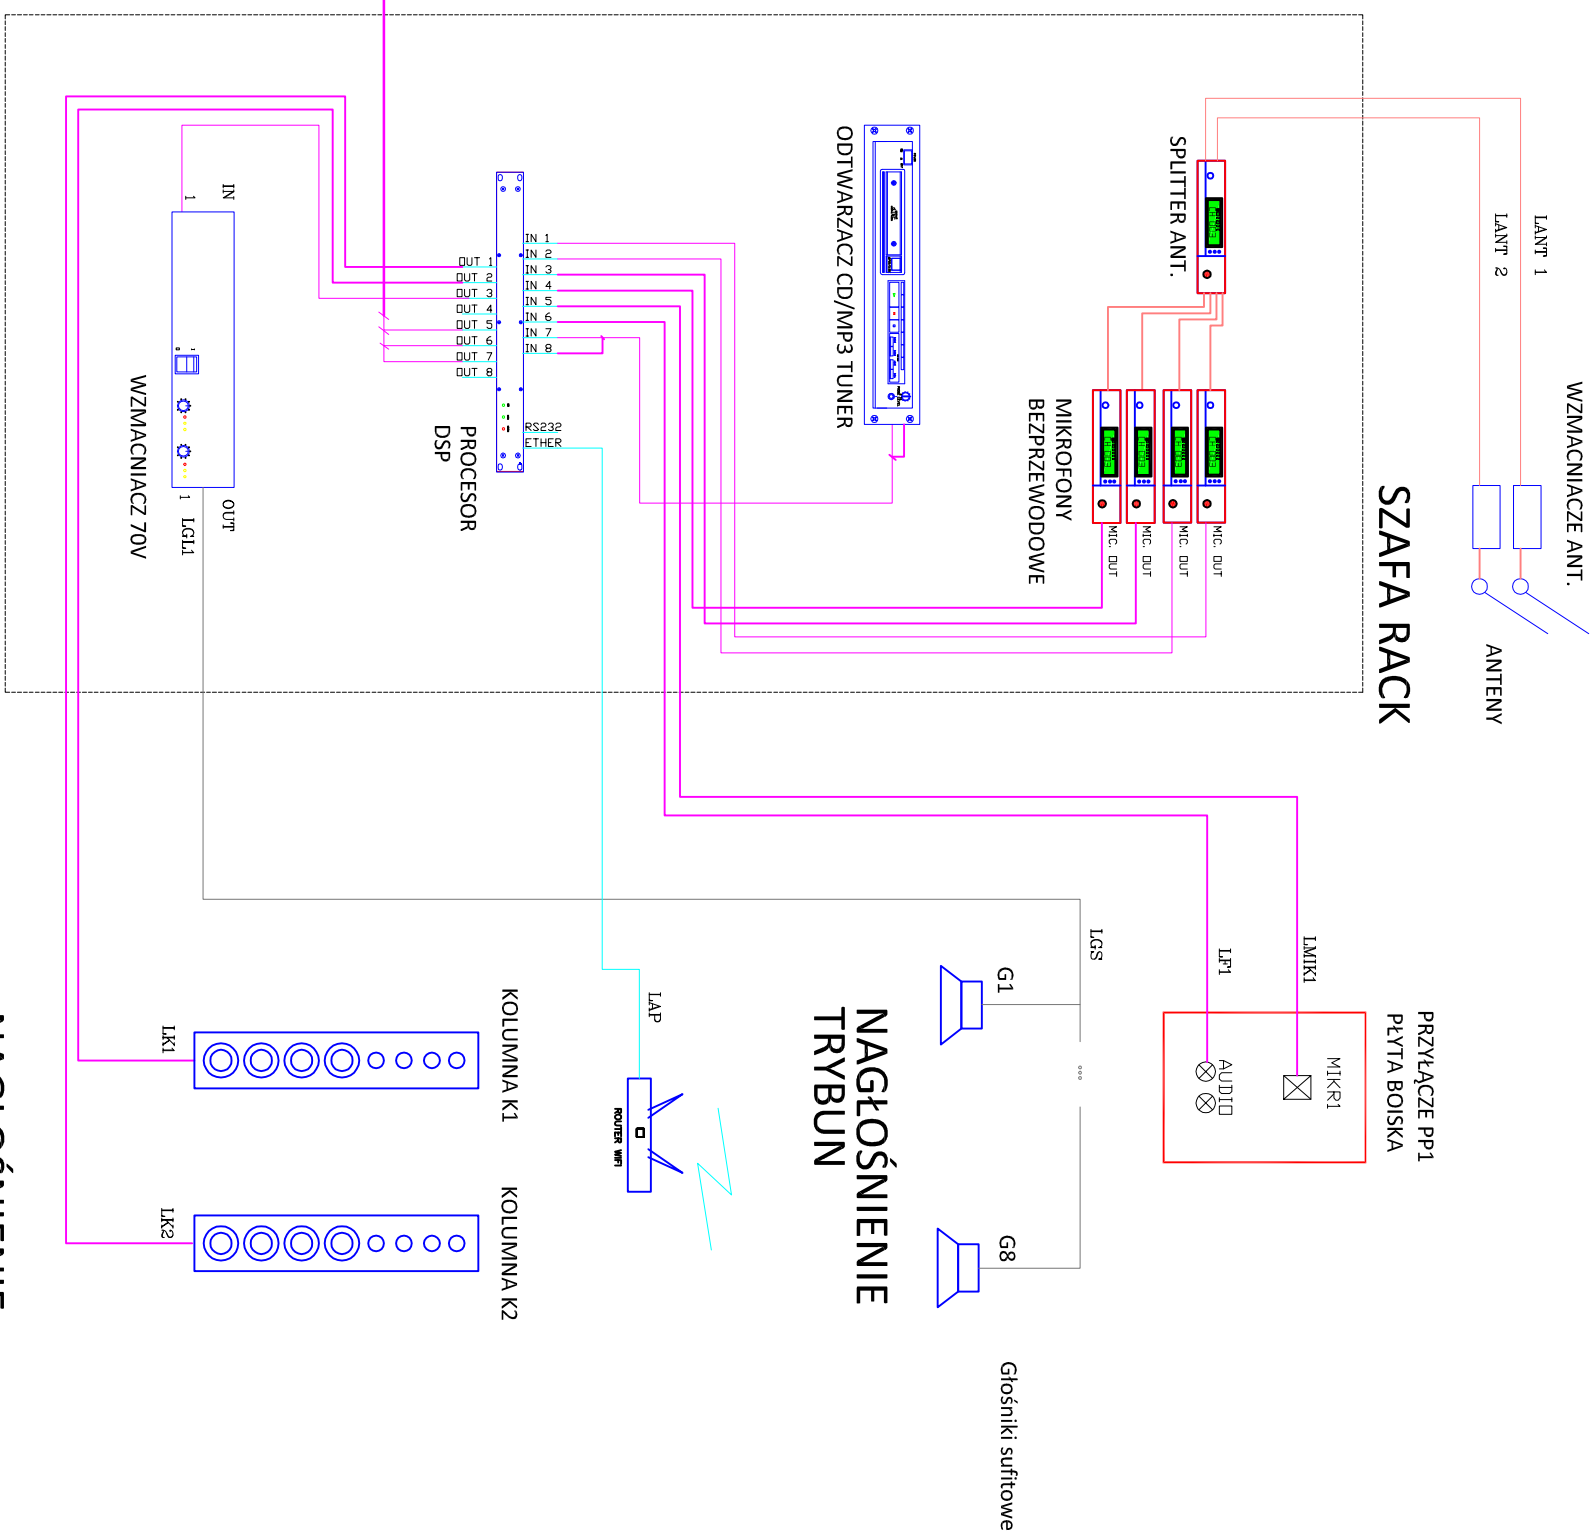 WZMACNIACZE ANT.
LANT 1
LANT 2
ANTENY
SZAFA RACK
SPLITTER ANT.
MIKROFONY
BEZPRZEWODOWE
MIC. OUT
MIC. OUT
MIC. OUT
MIC. OUT
ODTWARZACZ CD/MP3 TUNER
IN 1
IN 2
IN 3
IN 4
IN 5
IN 6
IN 7
IN 8
RS232
ETHER
OUT 1
OUT 2
OUT 3
OUT 4
OUT 5
OUT 6
OUT 7
OUT 8
PROCESOR
DSP
IN
1
OUT
1
LGL1
WZMACNIACZ 70V
PRZYŁĄCZE PP1
PŁYTA BOISKA
MIKR1
AUDIO
LMIK1
LF1
LGS
G1
G8
Głośniki sufitowe
NAGŁOŚNIENIE
TRYBUN
LAP
ROUTER WIFI
KOLUMNA K1
KOLUMNA K2
LK1
LK2